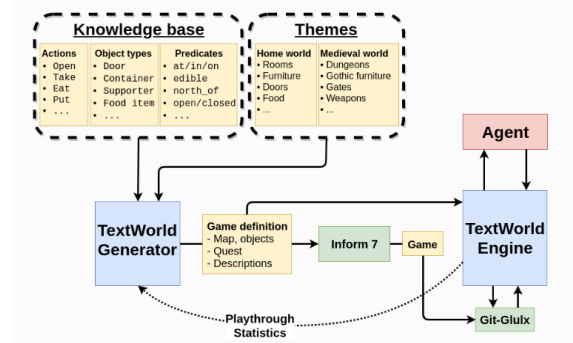 Knowledge base
Actions
• Open
• Take
• Eat
• Put
• ...
Object types
• Door
• Container
• Supporter
• Food item
• ...
Predicates
• at/in/on
• edible
• north_of
• open/closed
• ...
Themes
Home world
• Rooms
• Furniture
• Doors
• Food
• ...
Medieval world
• Dungeons
• Gothic furniture
• Gates
• Weapons
• ...
Agent
TextWorld
Generator
Game definition
- Map, objects
- Quest
- Descriptions
Inform 7
Game
TextWorld
Engine
Playthrough
Statistics
Git-Glulx